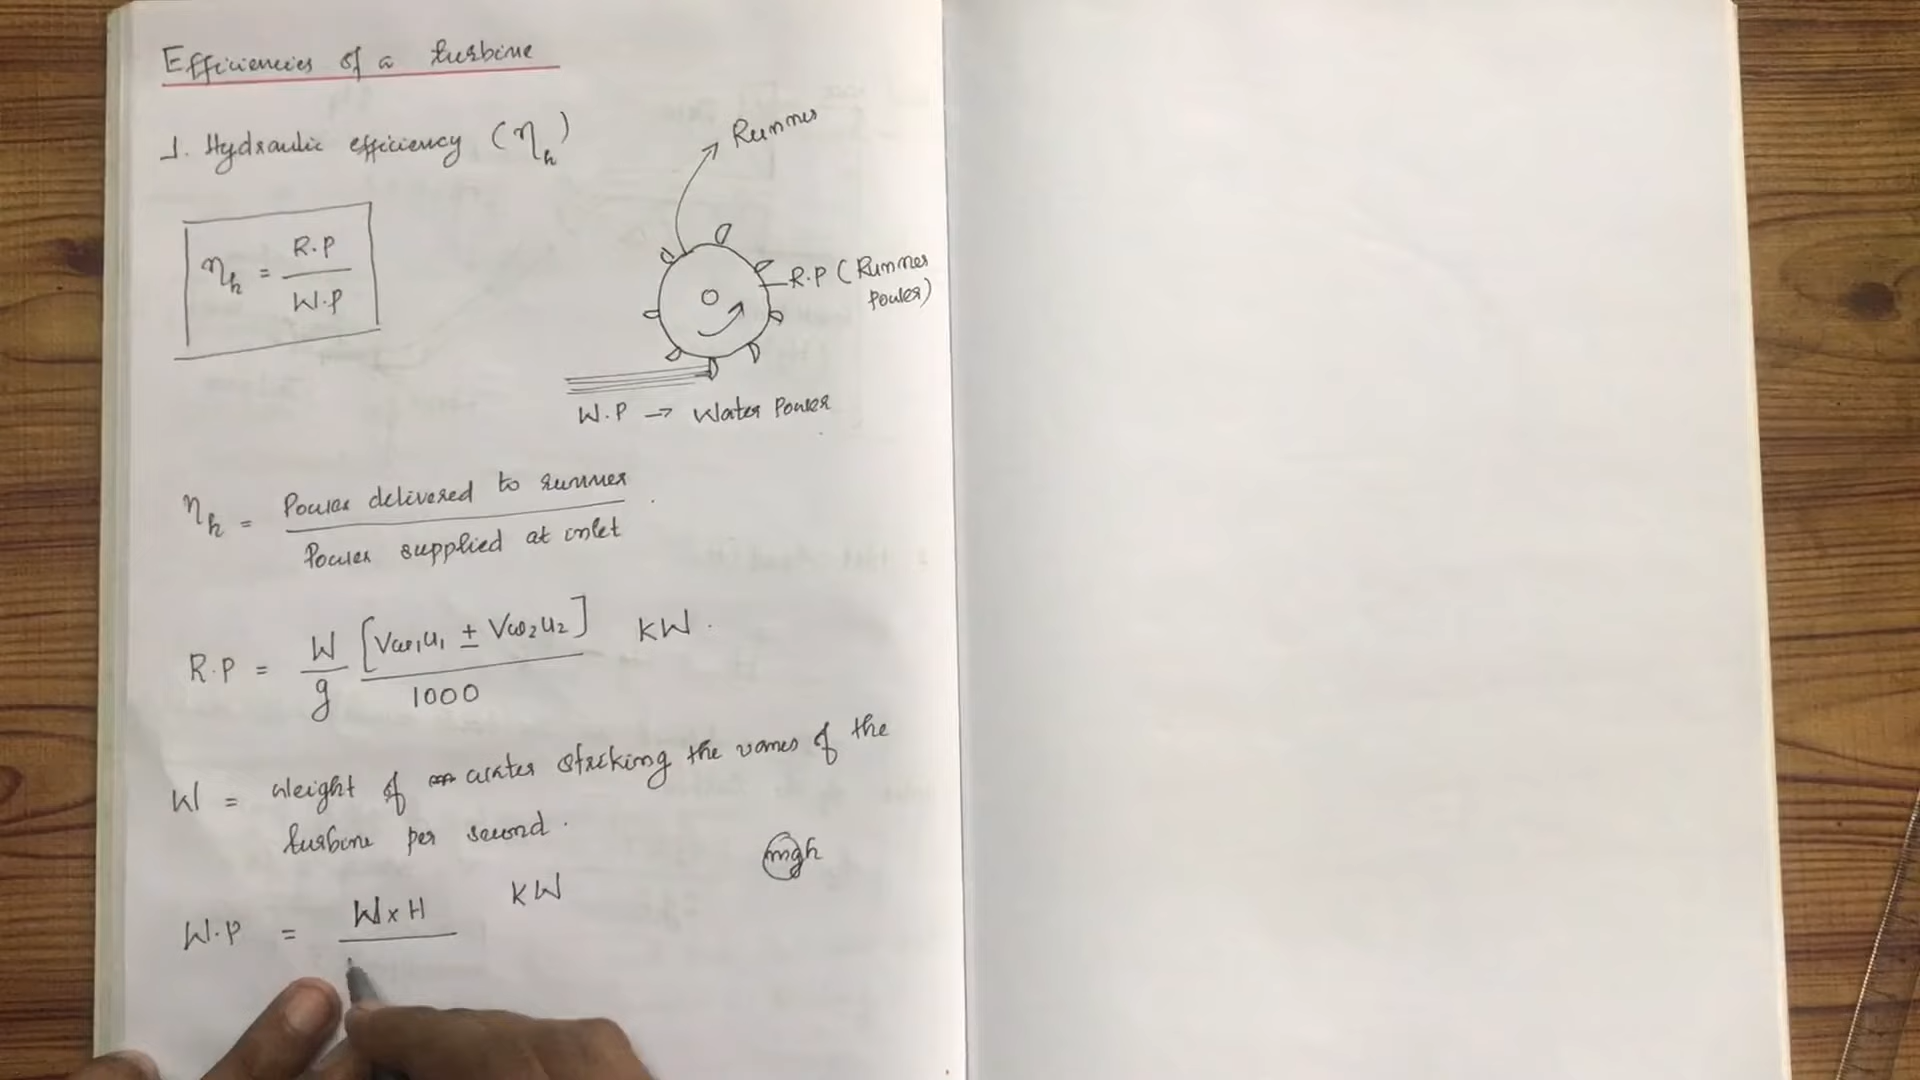 Efficiencies of a turbine
1. Hydraulic efficiency (ηh)
Runner
ηh = R.P / W.P
R.P (Runner
Power)
W.P → Water Power
ηh = Power delivered to runner / Power supplied at inlet
R.P = W/g [Vw1u1 ± Vw2u2] / 1000 KW.
W = weight of water striking the vanes of the
turbine per second.
mgh
W.P = W×H KW